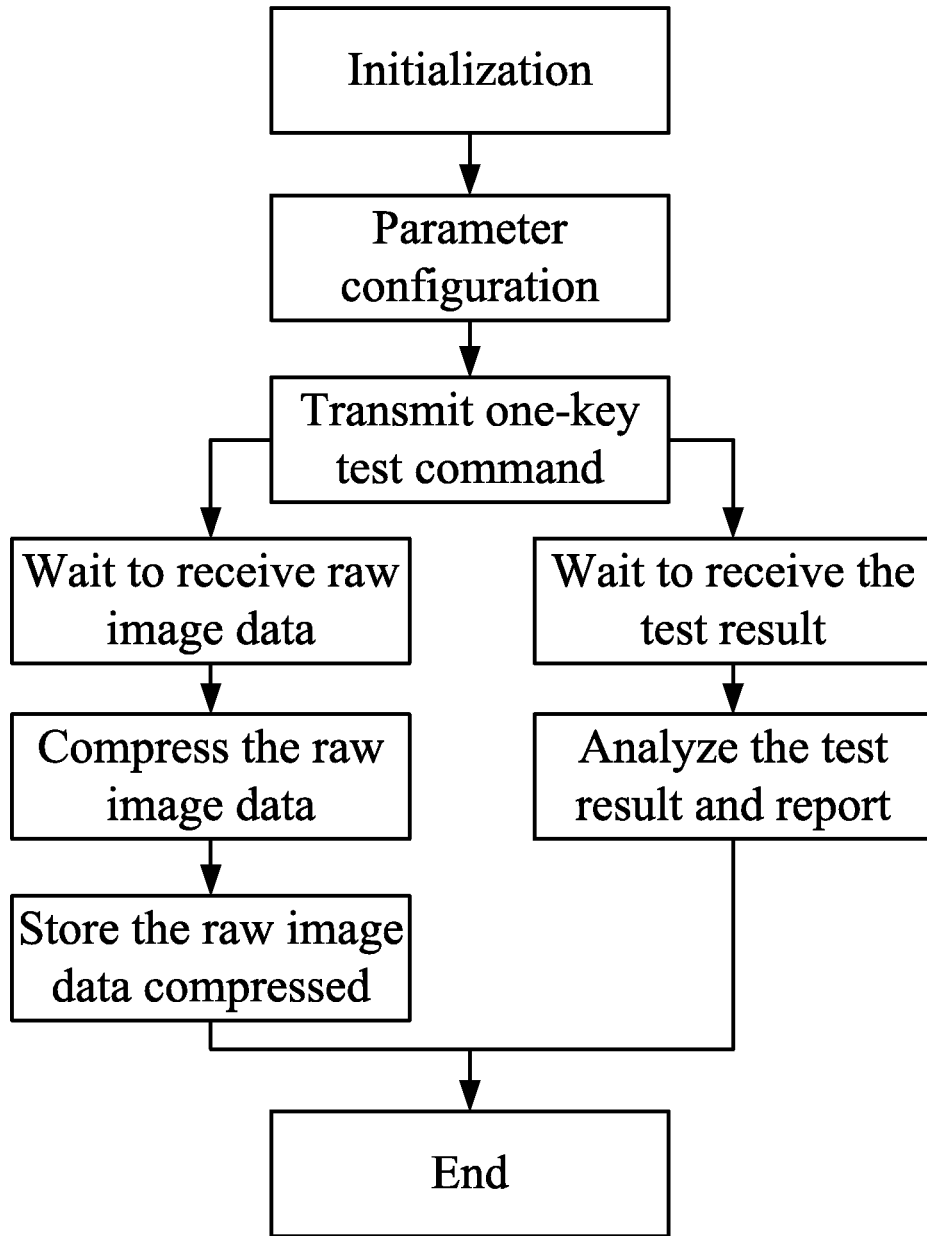 Initialization
Parameter
configuration
Transmit one-key
test command
Wait to receive raw
image data
Wait to receive the
test result
Compress the raw
image data
Analyze the test
result and report
Store the raw image
data compressed
End